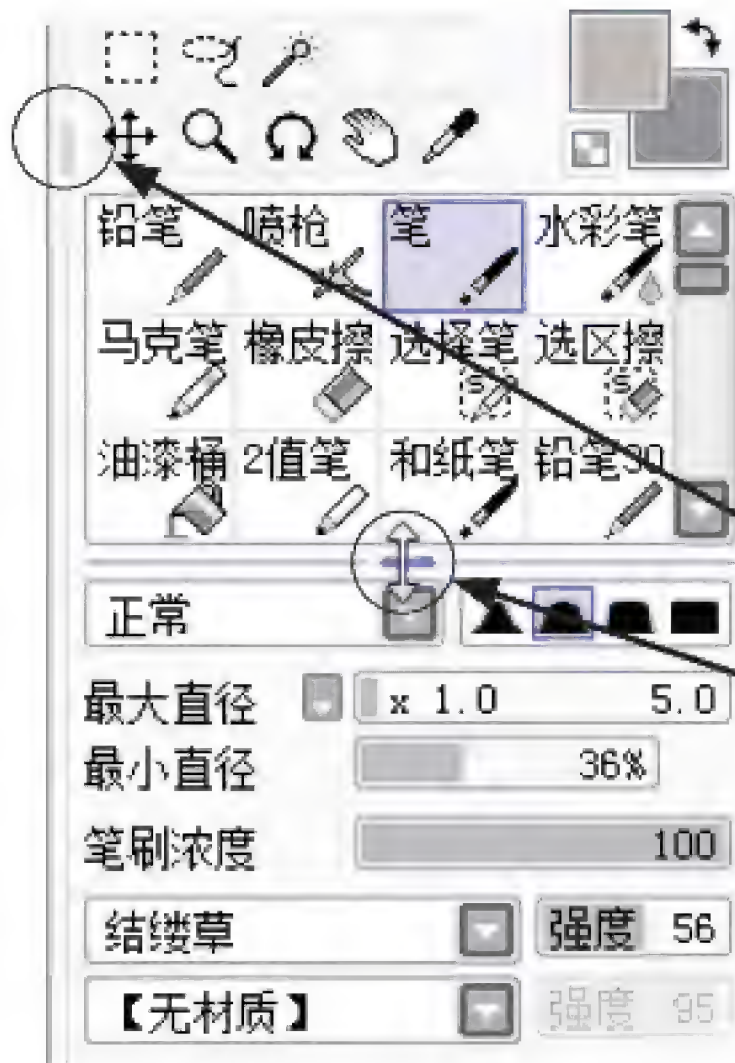 铅笔 喷枪 笔 水彩笔
马克笔 橡皮擦 选择笔 选区擦
油漆桶 2值笔 和纸笔 铅笔30
正常
最大直径 x 1.0 5.0
最小直径 36%
笔刷浓度 100
结缕草 强度 56
【无材质】 强度 95